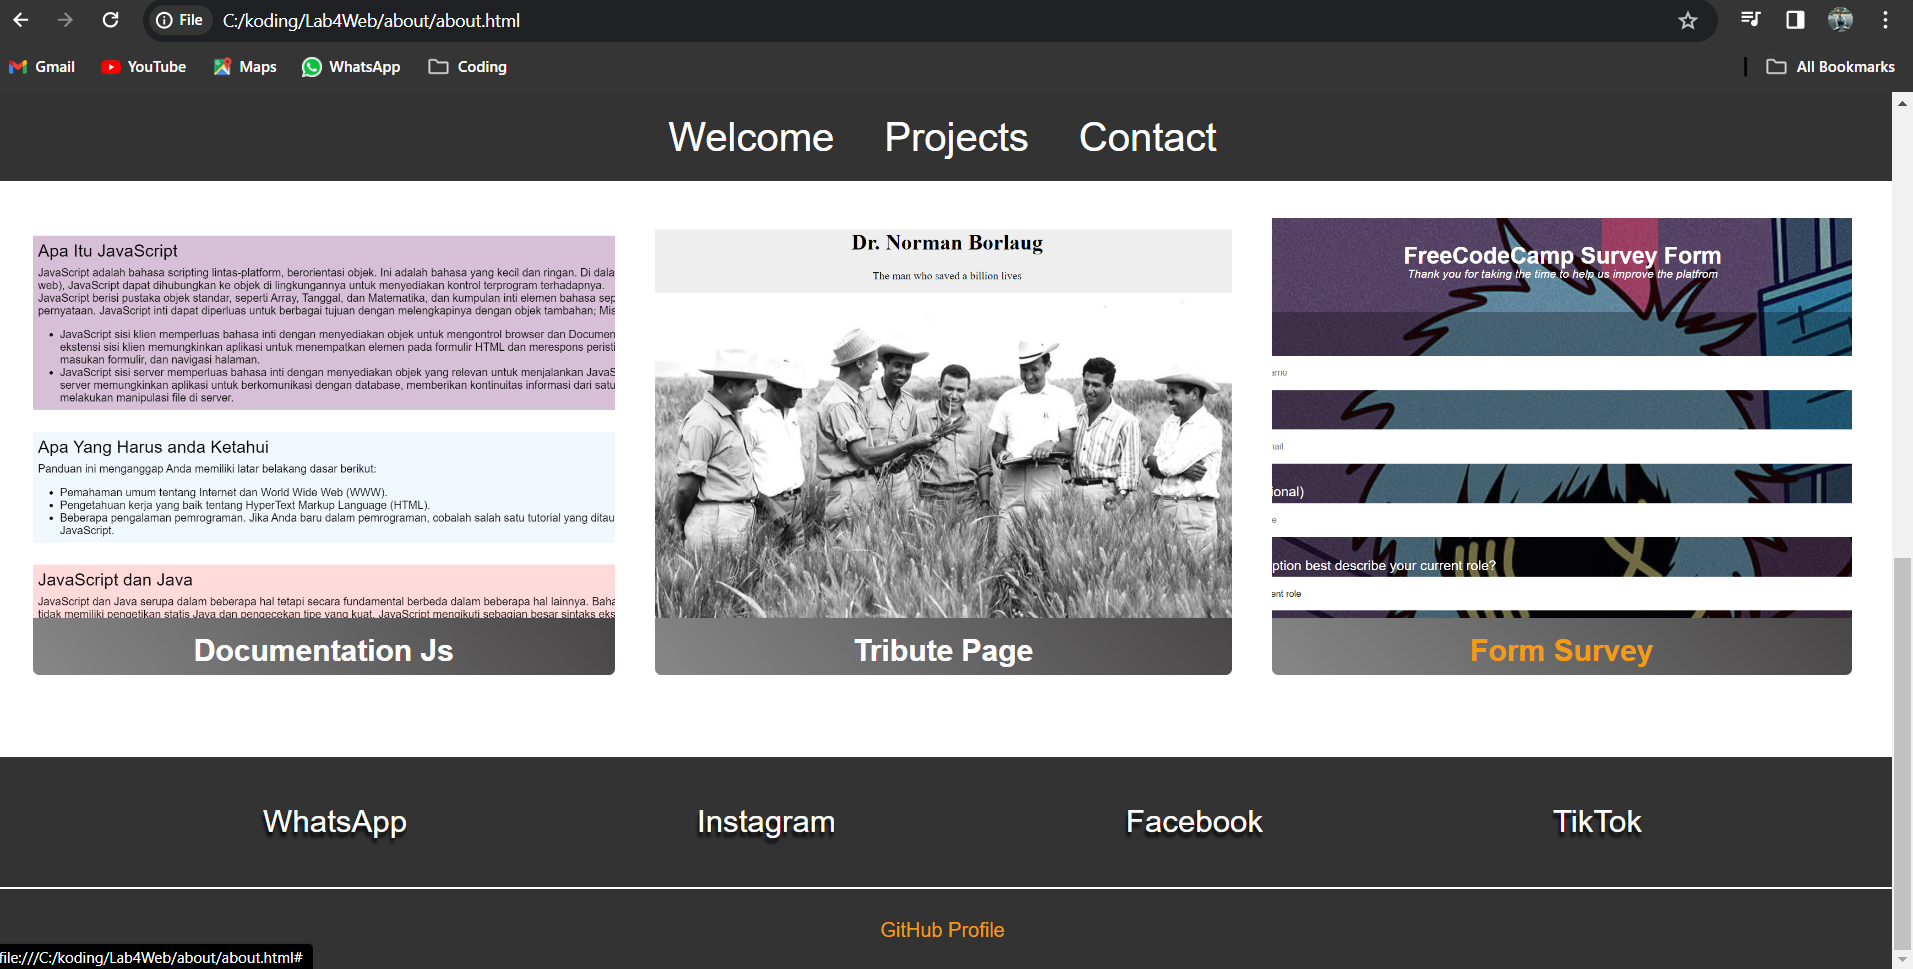 File C:/koding/Lab4Web/about/about.html
Gmail YouTube Maps WhatsApp Coding All Bookmarks
Welcome Projects Contact
Apa Itu JavaScript
JavaScript adalah bahasa scripting lintas-platform, berorientasi objek. Ini adalah bahasa yang kecil dan ringan. Di dala
web), JavaScript dapat dihubungkan ke objek di lingkungannya untuk menyediakan kontrol terprogram terhadapnya.
JavaScript berisi pustaka objek standar, seperti Array, Tanggal, dan Matematika, dan kumpulan inti elemen bahasa sep
pernyataan. JavaScript inti dapat diperluas untuk berbagai tujuan dengan melengkapinya dengan objek tambahan; Mis
• JavaScript sisi klien memperluas bahasa inti dengan menyediakan objek untuk mengontrol browser dan Documen
ekstensi sisi klien memungkinkan aplikasi untuk menempatkan elemen pada formulir HTML dan merespons peristi
masukan formulir, dan navigasi halaman.
• JavaScript sisi server memperluas bahasa inti dengan menyediakan objek yang relevan untuk menjalankan JavaS
server memungkinkan aplikasi untuk berkomunikasi dengan database, memberikan kontinuitas informasi dari satu
melakukan manipulasi file di server.
Apa Yang Harus anda Ketahui
Panduan ini menganggap Anda memiliki latar belakang dasar berikut:
• Pemahaman umum tentang Internet dan World Wide Web (WWW).
• Pengetahuan kerja yang baik tentang HyperText Markup Language (HTML).
• Beberapa pengalaman pemrograman. Jika Anda baru dalam pemrograman, cobalah salah satu tutorial yang ditau
JavaScript.
JavaScript dan Java
JavaScript dan Java serupa dalam beberapa hal tetapi secara fundamental berbeda dalam beberapa hal lainnya. Baha
tidak memiliki pengetikan statis Java dan pengecekan tipe yang kuat. JavaScript mengikuti sebagian besar sintaks eks
Documentation Js
Dr. Norman Borlaug
The man who saved a billion lives
Tribute Page
FreeCodeCamp Survey Form
Thank you for taking the time to help us improve the platfrom
ame
nail
ional)
e
ption best describe your current role?
ent role
Form Survey
WhatsApp Instagram Facebook TikTok
GitHub Profile
file:///C:/koding/Lab4Web/about/about.html#